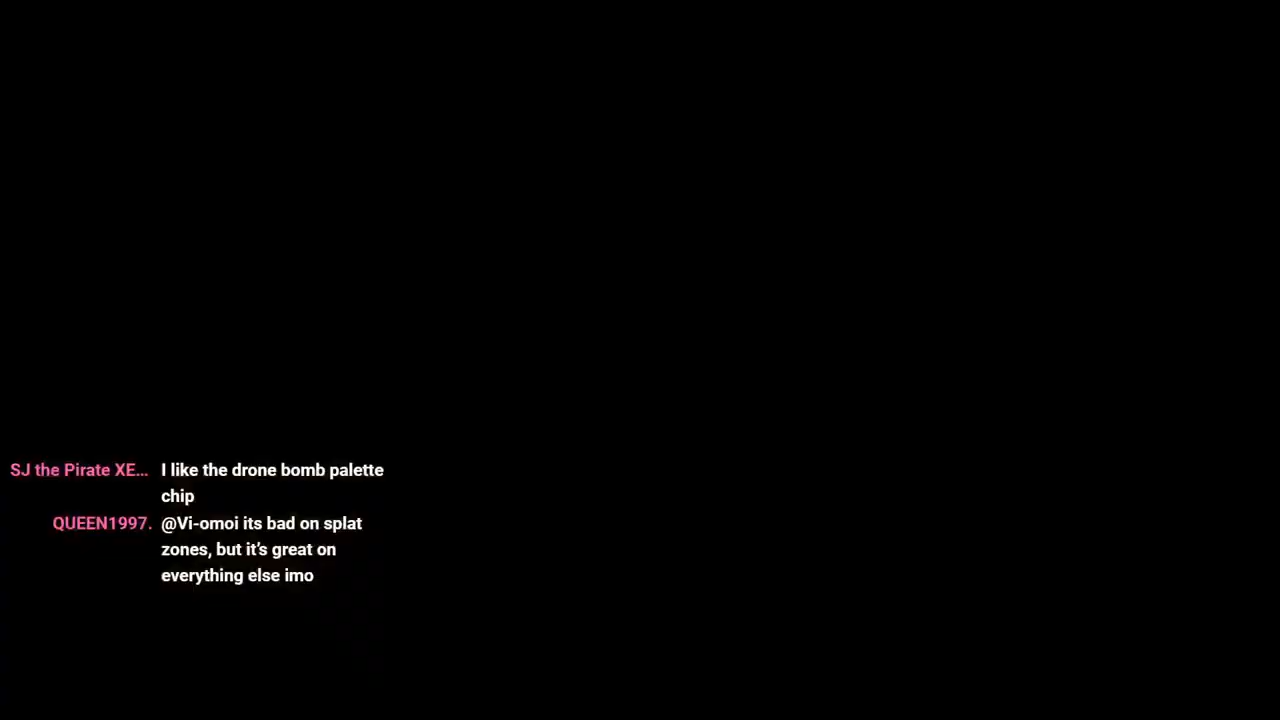 SJ the Pirate XE... I like the drone bomb palette
chip
QUEEN1997. @Vi-omoi its bad on splat
zones, but it’s great on
everything else imo